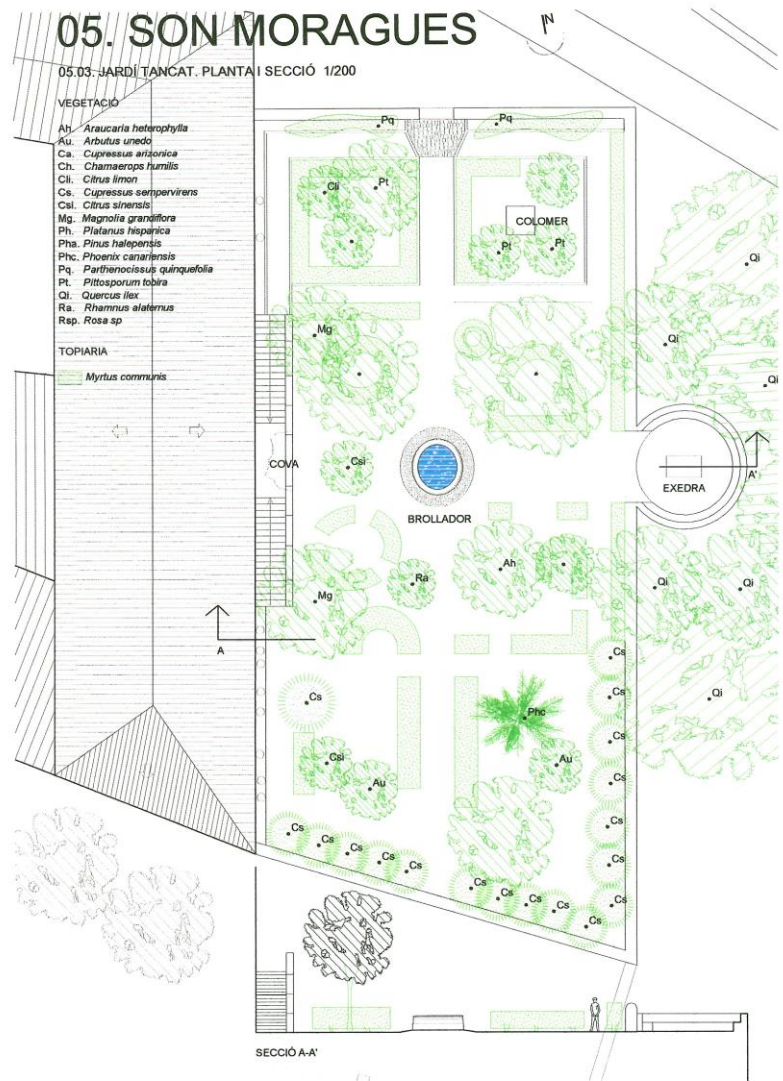 05. SON MORAGUES
05.03. JARDÍ TANCAT. PLANTA I SECCIÓ 1/200
N
VEGETACIÓ
Ah. Araucaria heterophylla
Au. Arbutus unedo
Ca. Cupressus arizonica
Ch. Chamaerops humilis
Cli. Citrus limon
Cs. Cupressus sempervirens
Csi. Citrus sinensis
Mg. Magnolia grandiflora
Ph. Platanus hispanica
Pha. Pinus halepensis
Phc. Phoenix canariensis
Pq. Parthenocissus quinquefolia
Pt. Pittosporum tobira
Qi. Quercus ilex
Ra. Rhamnus alaternus
Rsp. Rosa sp
TOPIARIA
Myrtus communis
Pq
Pq
Cli
Pt
COLOMER
Pt
Pt
Qi
Mg
Qi
Qi
COVA
Csi
BROLLADOR
EXEDRA
A'
Ah
Ra
Mg
Qi
Qi
A
Cs
Cs
Cs
Qi
Phc
Cs
Csi
Au
Au
Cs
Cs
Cs
Cs
Cs
Cs
Cs
Cs
Cs
Cs
Cs
Cs
Cs
Cs
SECCIÓ A-A'